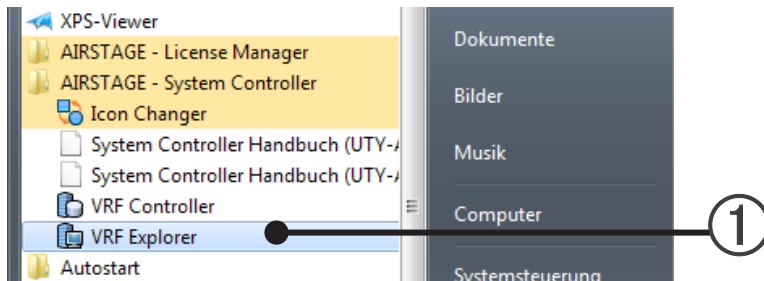 XPS-Viewer
AIRSTAGE - License Manager
AIRSTAGE - System Controller
Icon Changer
System Controller Handbuch (UTY-A
System Controller Handbuch (UTY-A
VRF Controller
VRF Explorer
Autostart
Dokumente
Bilder
Musik
Computer
Systemsteuerung
1